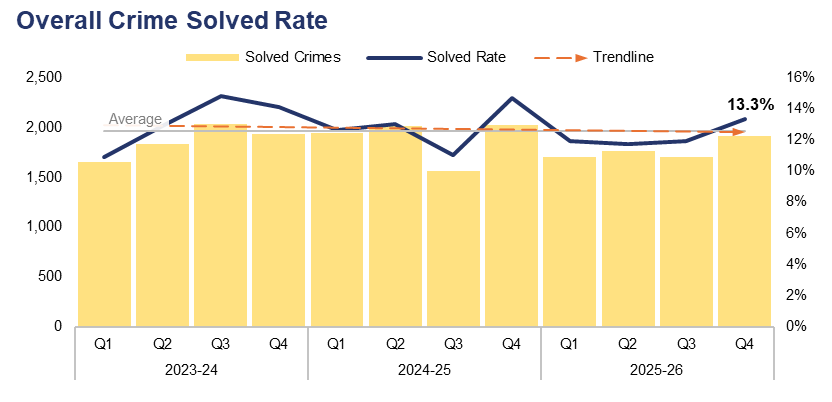 Overall Crime Solved Rate
Solved Crimes Solved Rate Trendline
2,500 16%
13.3%
14%
Average
2,000
12%
1,500
10%
1,000
8%
6%
500
4%
2%
0 0%
Q1 Q2 Q3 Q4 Q1 Q2 Q3 Q4 Q1 Q2 Q3 Q4
2023-24 2024-25 2025-26